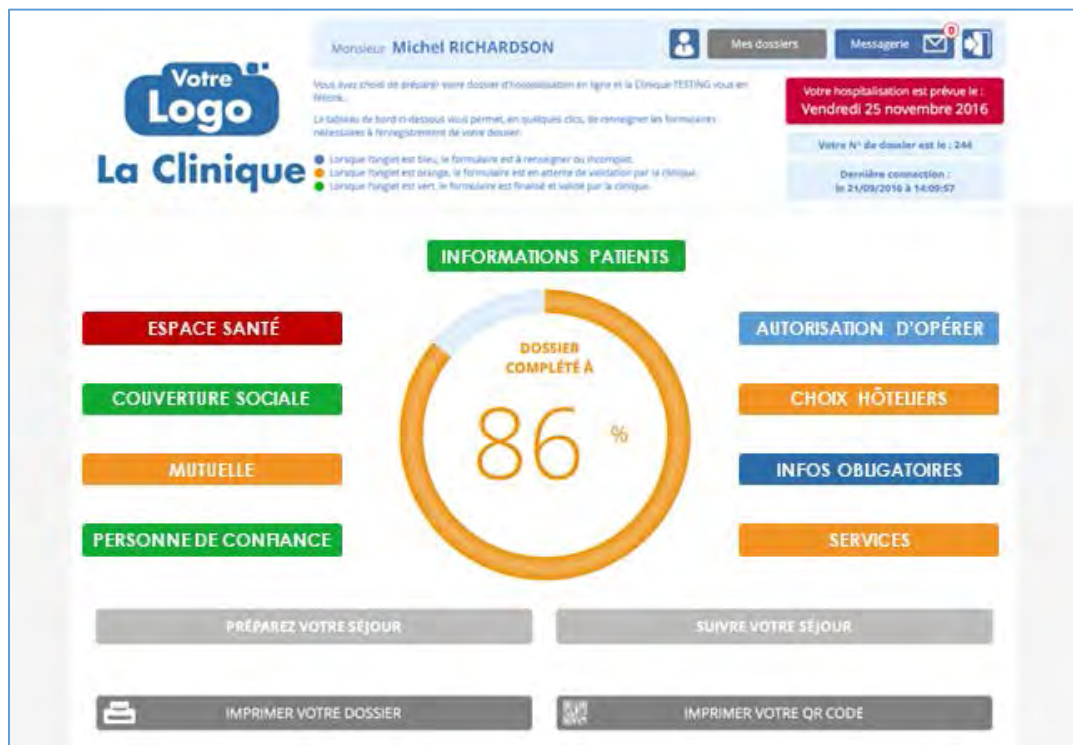 Monsieur Michel RICHARDSON
Mes dossiers
Messagerie
0
Votre
Logo
La Clinique
Vous avez choisi de préparer votre dossier d'hospitalisation en ligne et la Clinique TESTING vous en
félicite.
Le tableau de bord ci-dessous vous permet, en quelques clics, de renseigner les formulaires
nécessaires à l'enregistrement de votre dossier.
Lorsque l'onglet est bleu, le formulaire est à renseigner ou incomplet.
Lorsque l'onglet est orange, le formulaire est en attente de validation par la clinique.
Lorsque l'onglet est vert, le formulaire est finalisé et validé par la clinique.
Votre hospitalisation est prévue le :
Vendredi 25 novembre 2016
Votre N° de dossier est le : 244
Dernière connection :
le 21/09/2016 à 14:09:57
INFORMATIONS PATIENTS
ESPACE SANTÉ
COUVERTURE SOCIALE
MUTUELLE
PERSONNE DE CONFIANCE
DOSSIER
COMPLÉTÉ À
86 %
AUTORISATION D'OPÉRER
CHOIX HÔTELIERS
INFOS OBLIGATOIRES
SERVICES
PRÉPAREZ VOTRE SÉJOUR
SUIVRE VOTRE SÉJOUR
IMPRIMER VOTRE DOSSIER
IMPRIMER VOTRE QR CODE